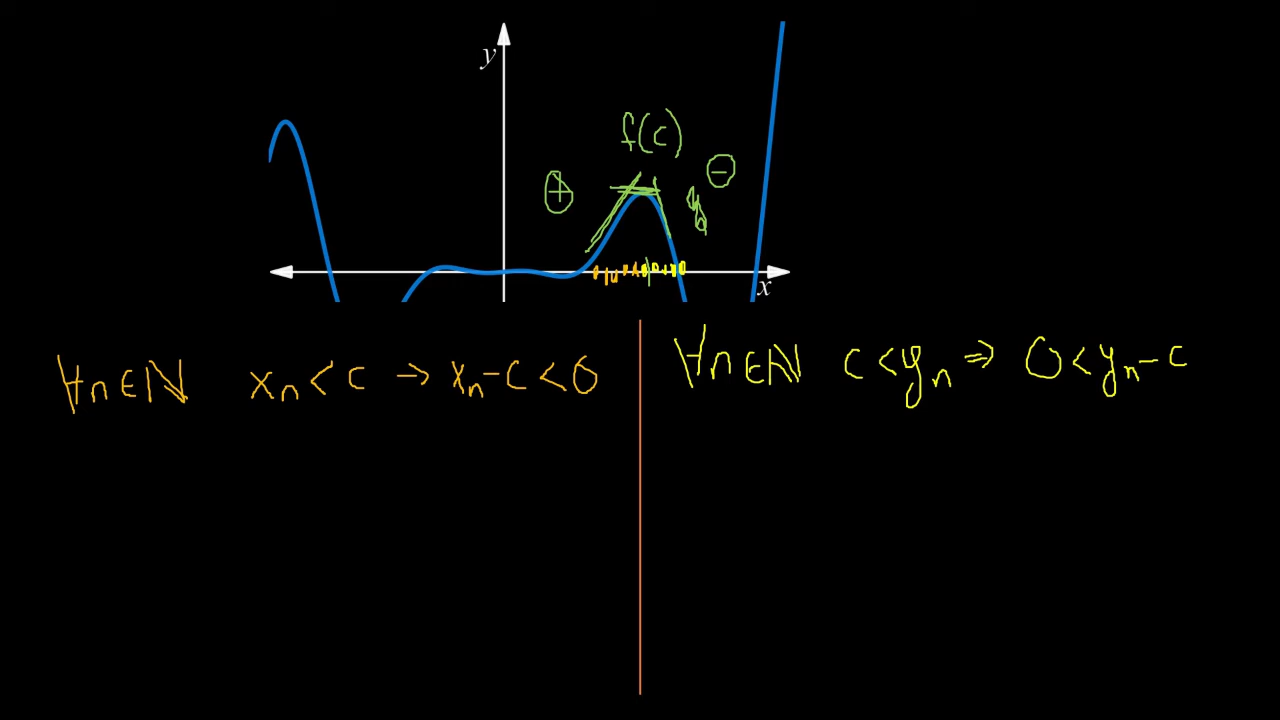 y
f(c)
⊕
⊖
x
∀n∈ℕ xₙ<c → xₙ-c<0
∀n∈ℕ c<yₙ ⇒ 0<yₙ-c